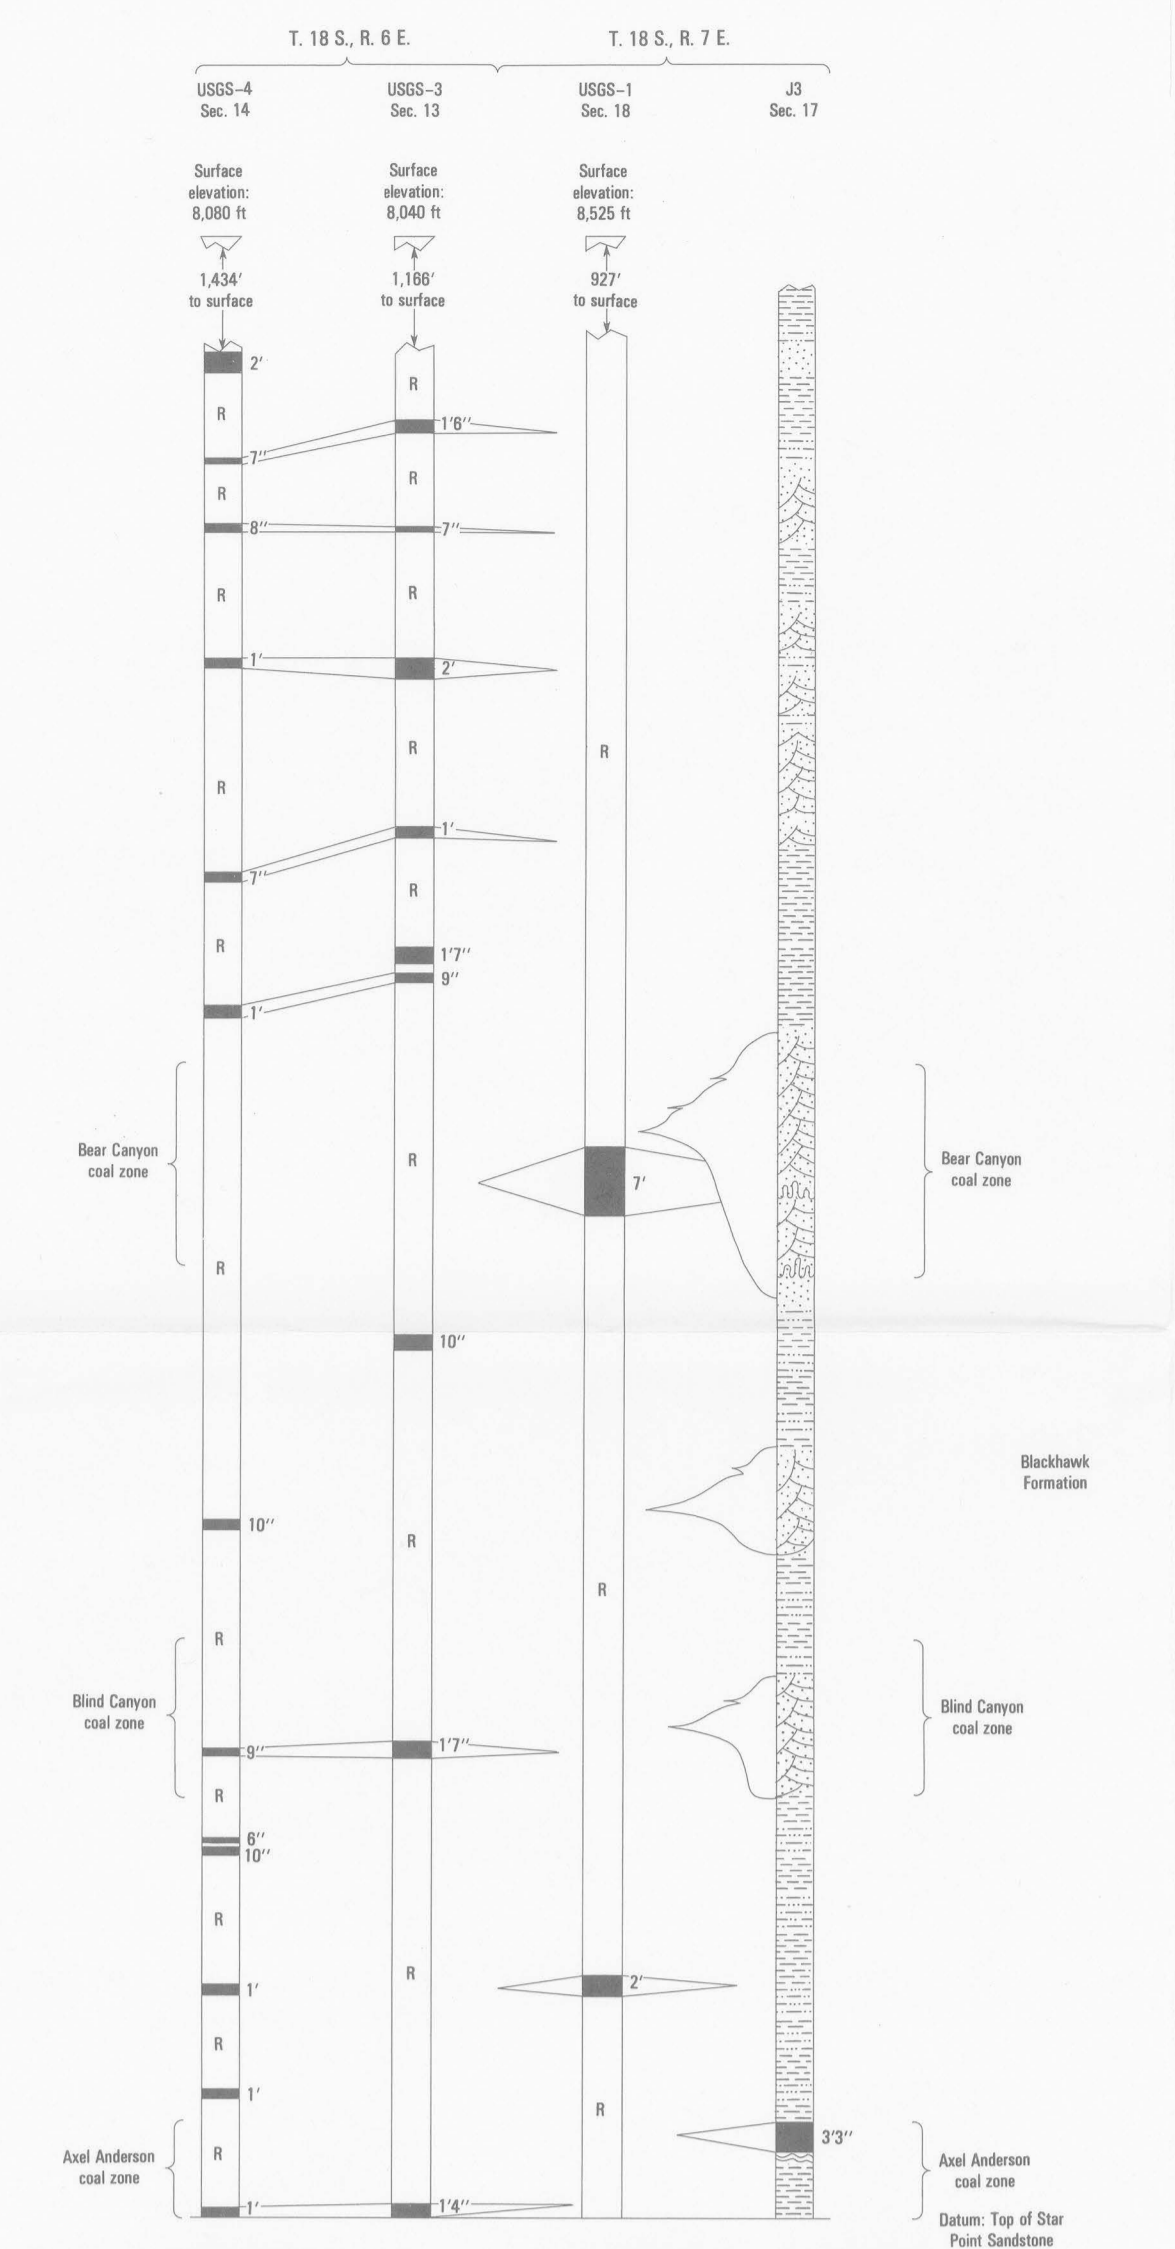 T. 18 S., R. 6 E.
T. 18 S., R. 7 E.
USGS–4
Sec. 14
USGS–3
Sec. 13
USGS–1
Sec. 18
J3
Sec. 17
Surface
elevation:
8,080 ft
Surface
elevation:
8,040 ft
Surface
elevation:
8,525 ft
1,434′
to surface
1,166′
to surface
927′
to surface
2′
R
R
1′6″
7″
R
R
8″
7″
R
R
1′
2′
R
R
R
1′
7″
R
R
1′7″
9″
1′
Bear Canyon
coal zone
R
7′
Bear Canyon
coal zone
R
10″
Blackhawk
Formation
10″
R
R
R
Blind Canyon
coal zone
Blind Canyon
coal zone
9″
1′7″
R
6″
10″
R
R
1′
2′
R
1′
R
3′3″
Axel Anderson
coal zone
R
Axel Anderson
coal zone
1′
1′4″
Datum: Top of Star
Point Sandstone